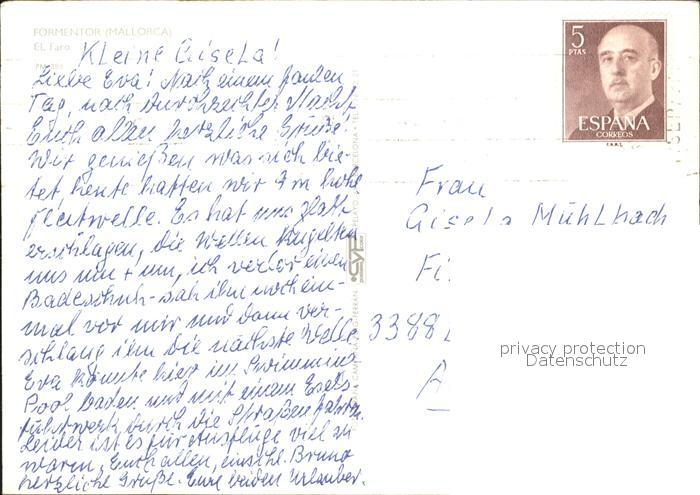 FORMENTOR (MALLORCA)
EL Faro
Kleine Gisela!
Liebe Eva! Nach einem faulen
Tag, nach durchzechter Nacht
Euch allen herzliche Grüße!
Wir genießen was sich bie-
tet heute hatten wir 7 m hohe
Flutwelle. Es hat uns glatt
erschlagen, die Wellen kugelten
uns um + um, ich verlor einen
Badeschuh - sah ihn noch ein-
mal vor mir und dann ver-
schlang ihn die nächste Welle
Eva könnte hier im Swimming
Pool baden und mit einem Esels
fuhrwerk durch die Straßen fahren.
Leider ist es für Ausflüge viel zu
warm. Euch allen, einschl. Bruno
herzliche Grüße. Eure beiden Urlauber.
5
PTAS
ESPAÑA
CORREOS
Frau
Gisela Mühlbach
Fi
3388
A
privacy protection
Datenschutz